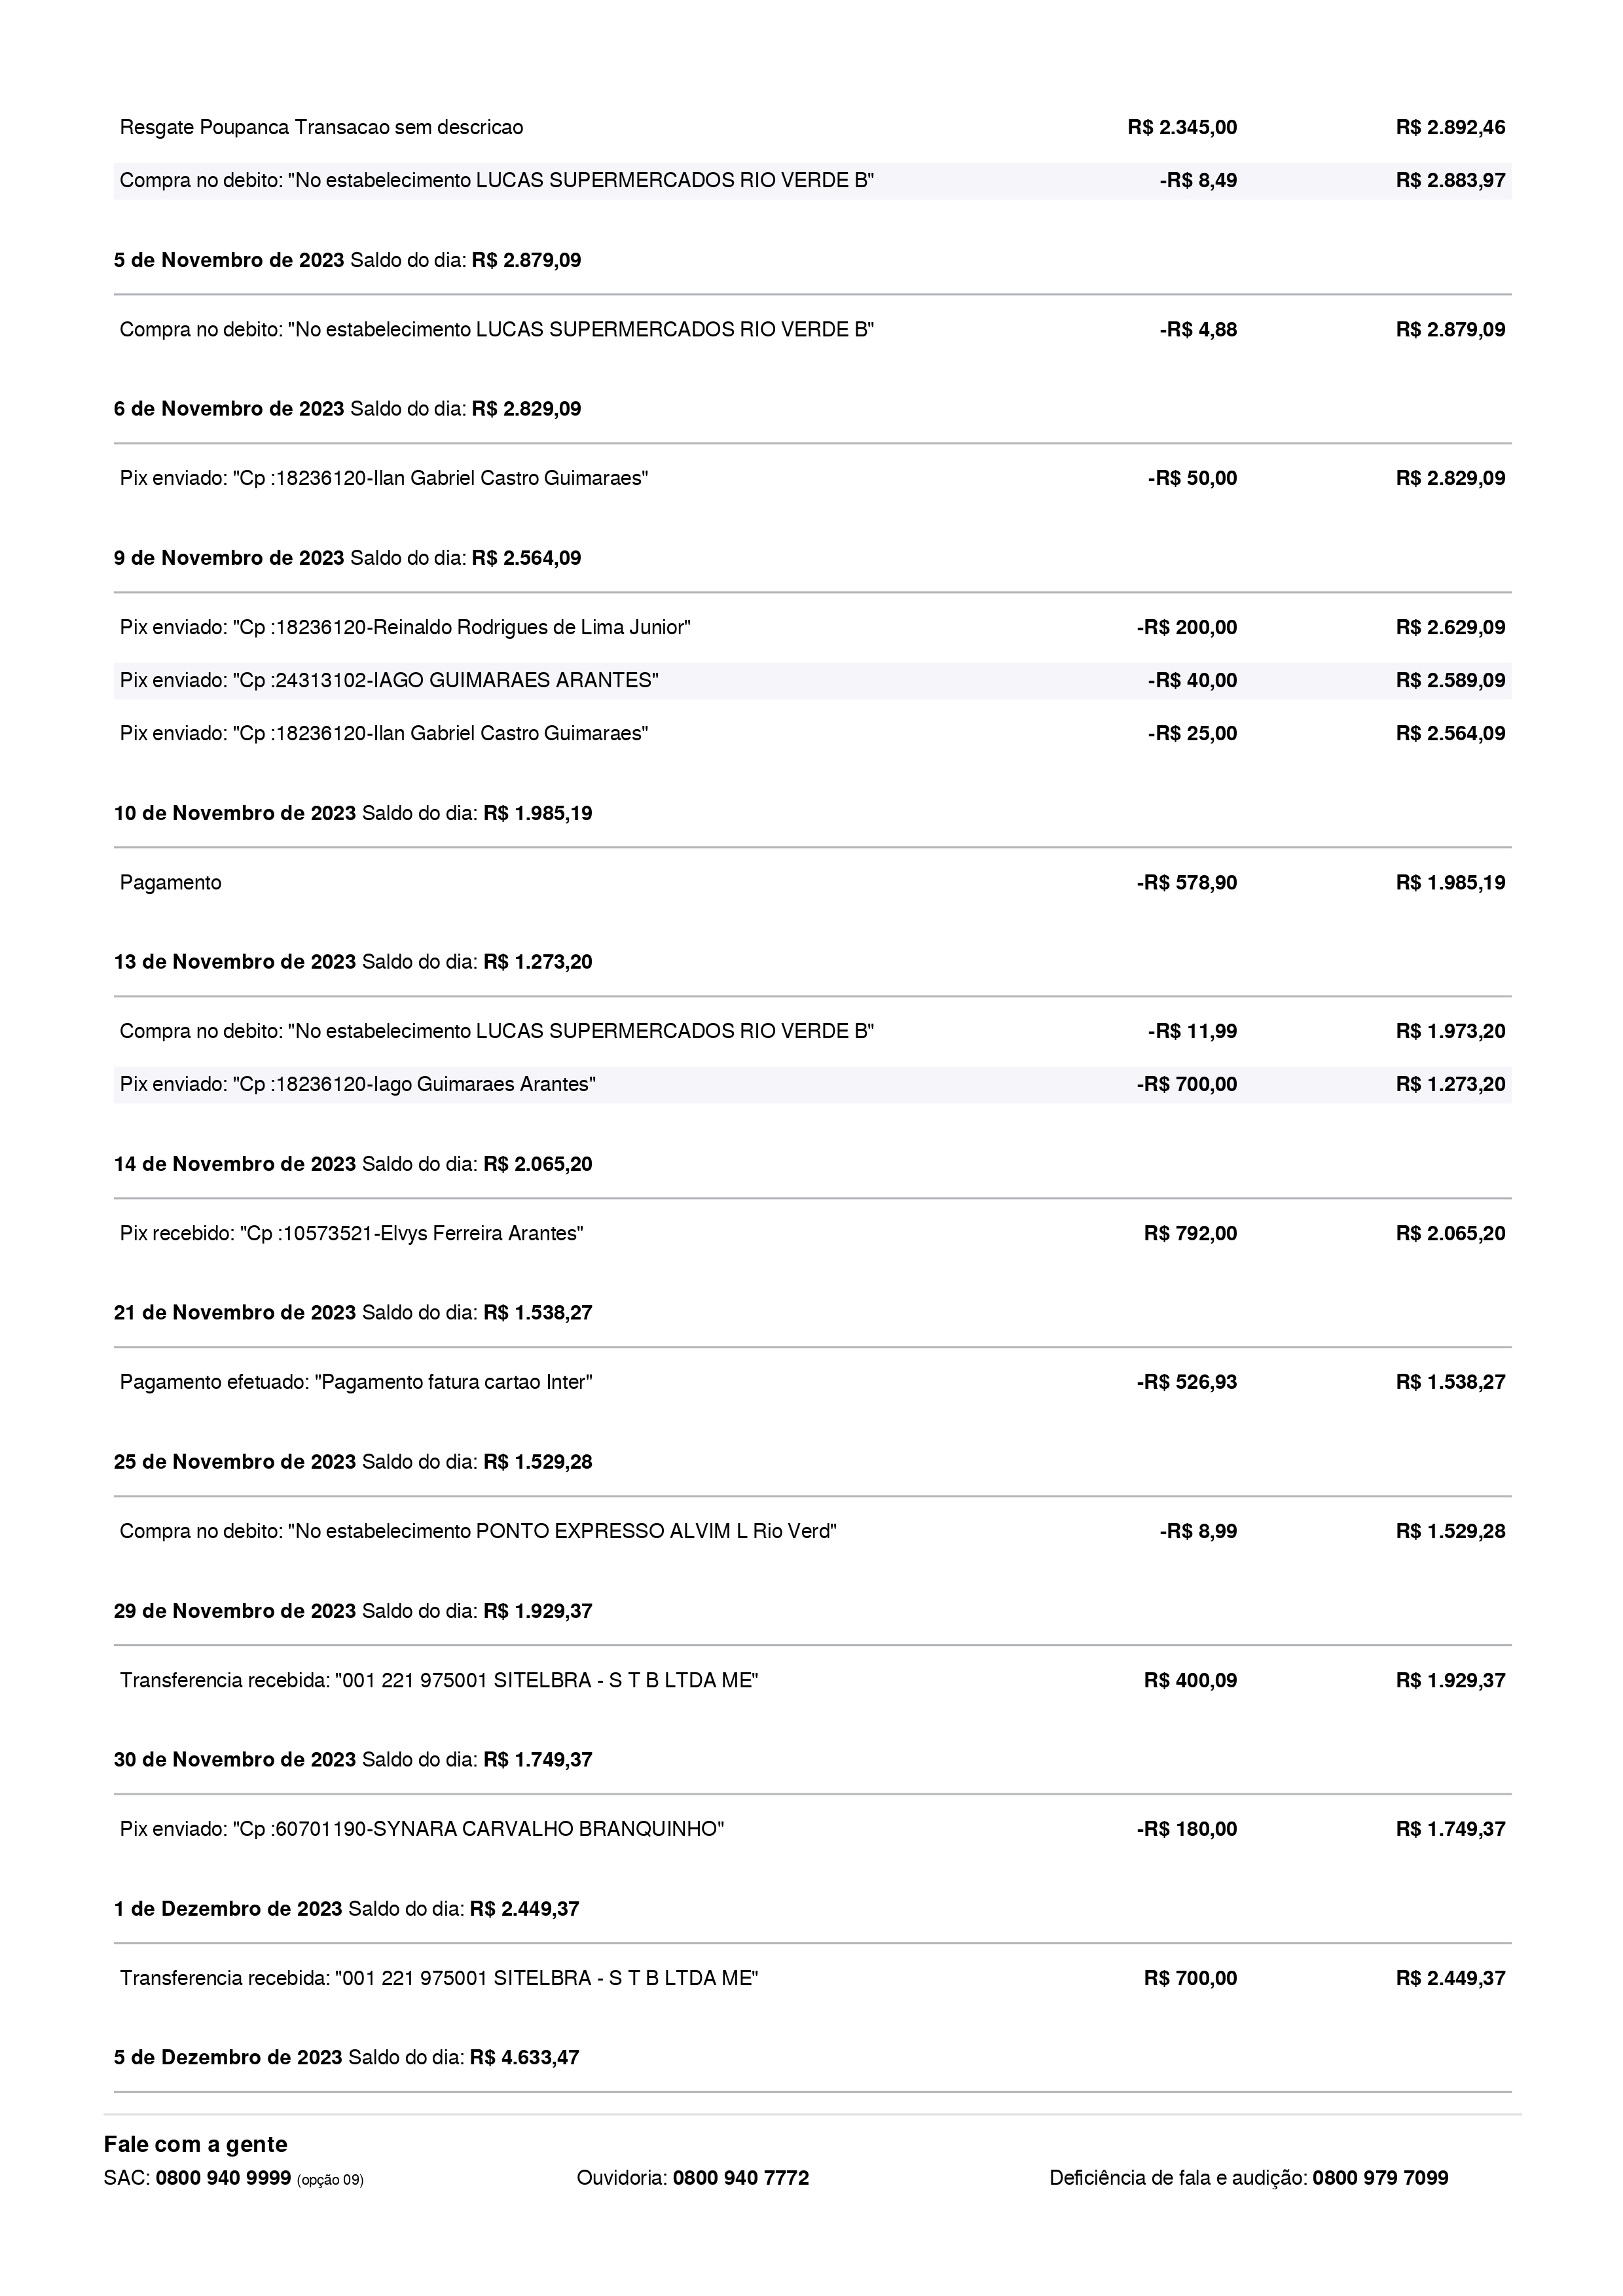 Resgate Poupanca Transacao sem descricao R$ 2.345,00 R$ 2.892,46
Compra no debito: "No estabelecimento LUCAS SUPERMERCADOS RIO VERDE B" -R$ 8,49 R$ 2.883,97
5 de Novembro de 2023 Saldo do dia: R$ 2.879,09
Compra no debito: "No estabelecimento LUCAS SUPERMERCADOS RIO VERDE B" -R$ 4,88 R$ 2.879,09
6 de Novembro de 2023 Saldo do dia: R$ 2.829,09
Pix enviado: "Cp :18236120-Ilan Gabriel Castro Guimaraes" -R$ 50,00 R$ 2.829,09
9 de Novembro de 2023 Saldo do dia: R$ 2.564,09
Pix enviado: "Cp :18236120-Reinaldo Rodrigues de Lima Junior" -R$ 200,00 R$ 2.629,09
Pix enviado: "Cp :24313102-IAGO GUIMARAES ARANTES" -R$ 40,00 R$ 2.589,09
Pix enviado: "Cp :18236120-Ilan Gabriel Castro Guimaraes" -R$ 25,00 R$ 2.564,09
10 de Novembro de 2023 Saldo do dia: R$ 1.985,19
Pagamento -R$ 578,90 R$ 1.985,19
13 de Novembro de 2023 Saldo do dia: R$ 1.273,20
Compra no debito: "No estabelecimento LUCAS SUPERMERCADOS RIO VERDE B" -R$ 11,99 R$ 1.973,20
Pix enviado: "Cp :18236120-Iago Guimaraes Arantes" -R$ 700,00 R$ 1.273,20
14 de Novembro de 2023 Saldo do dia: R$ 2.065,20
Pix recebido: "Cp :10573521-Elvys Ferreira Arantes" R$ 792,00 R$ 2.065,20
21 de Novembro de 2023 Saldo do dia: R$ 1.538,27
Pagamento efetuado: "Pagamento fatura cartao Inter" -R$ 526,93 R$ 1.538,27
25 de Novembro de 2023 Saldo do dia: R$ 1.529,28
Compra no debito: "No estabelecimento PONTO EXPRESSO ALVIM L Rio Verd" -R$ 8,99 R$ 1.529,28
29 de Novembro de 2023 Saldo do dia: R$ 1.929,37
Transferencia recebida: "001 221 975001 SITELBRA - S T B LTDA ME" R$ 400,09 R$ 1.929,37
30 de Novembro de 2023 Saldo do dia: R$ 1.749,37
Pix enviado: "Cp :60701190-SYNARA CARVALHO BRANQUINHO" -R$ 180,00 R$ 1.749,37
1 de Dezembro de 2023 Saldo do dia: R$ 2.449,37
Transferencia recebida: "001 221 975001 SITELBRA - S T B LTDA ME" R$ 700,00 R$ 2.449,37
5 de Dezembro de 2023 Saldo do dia: R$ 4.633,47
Fale com a gente
SAC: 0800 940 9999 (opção 09) Ouvidoria: 0800 940 7772 Deficiência de fala e audição: 0800 979 7099